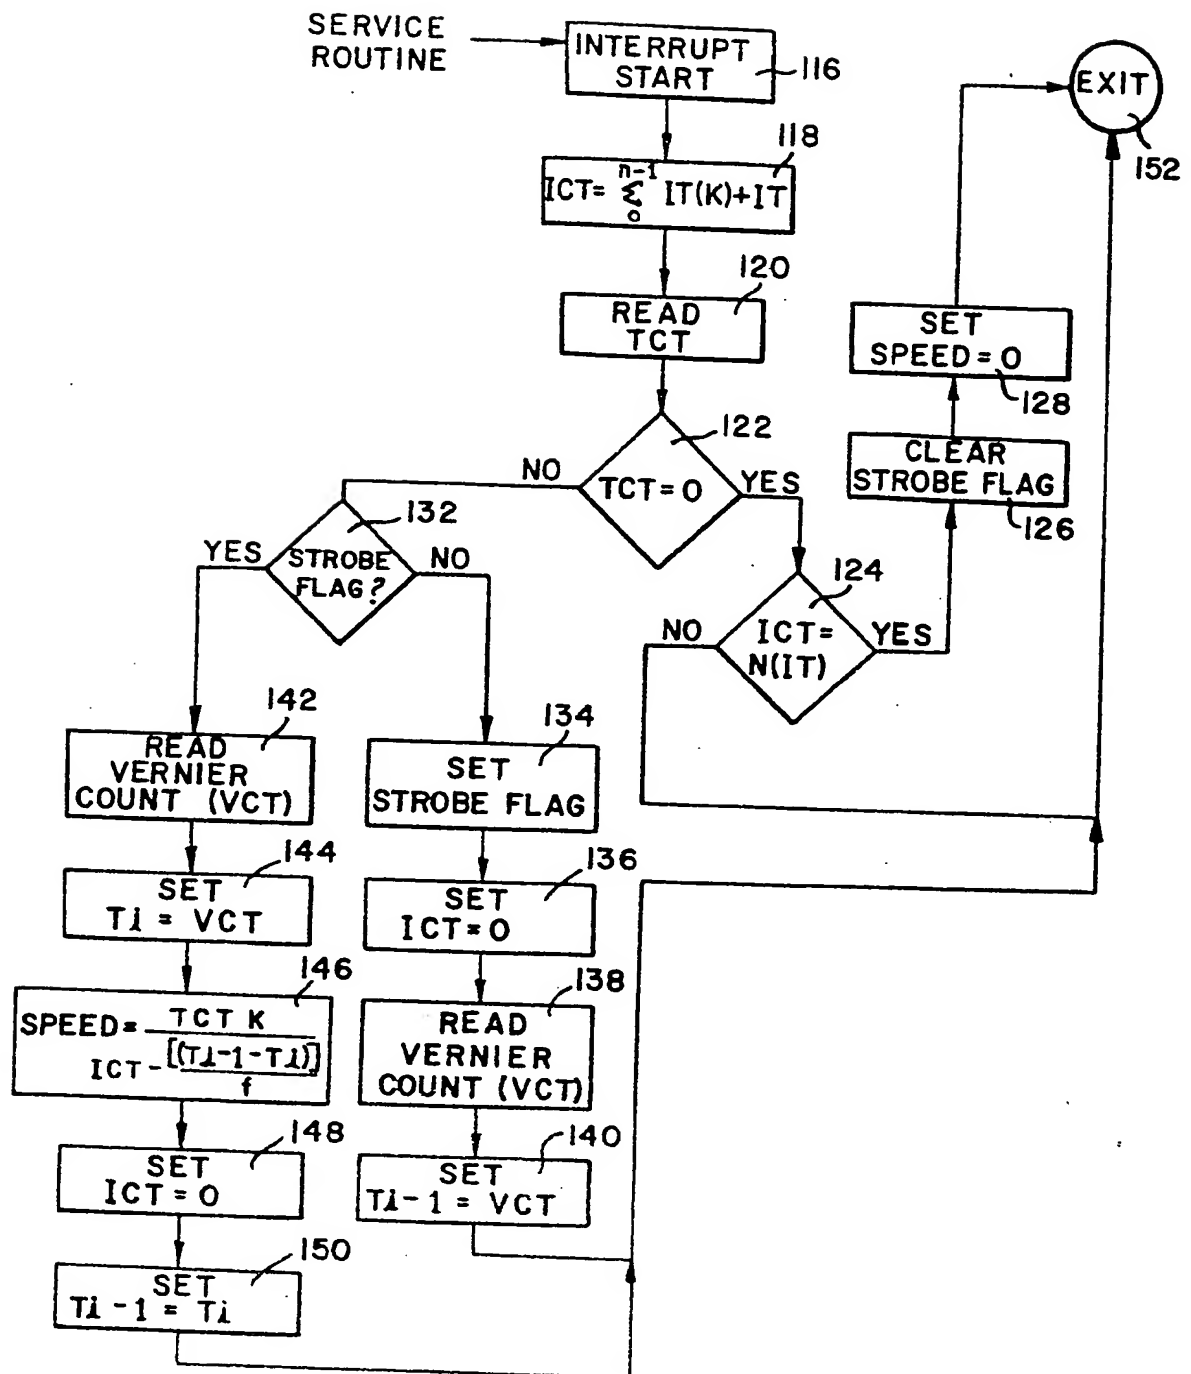 SERVICE
ROUTINE
INTERRUPT
START
116
EXIT
152
118
n-1
ICT= Σ IT(K)+IT
0
120
READ
TCT
SET
SPEED = 0
128
122
TCT = 0
NO
YES
CLEAR
STROBE FLAG
126
132
STROBE
FLAG?
YES
NO
124
ICT=
N(IT)
NO
YES
142
READ
VERNIER
COUNT (VCT)
134
SET
STROBE FLAG
144
SET
Ti = VCT
136
SET
ICT = 0
146
SPEED= TCT K
ICT - [(Ti-1-Ti)]
f
138
READ
VERNIER
COUNT (VCT)
148
SET
ICT = 0
140
SET
Ti-1 = VCT
150
SET
Ti-1 = Ti